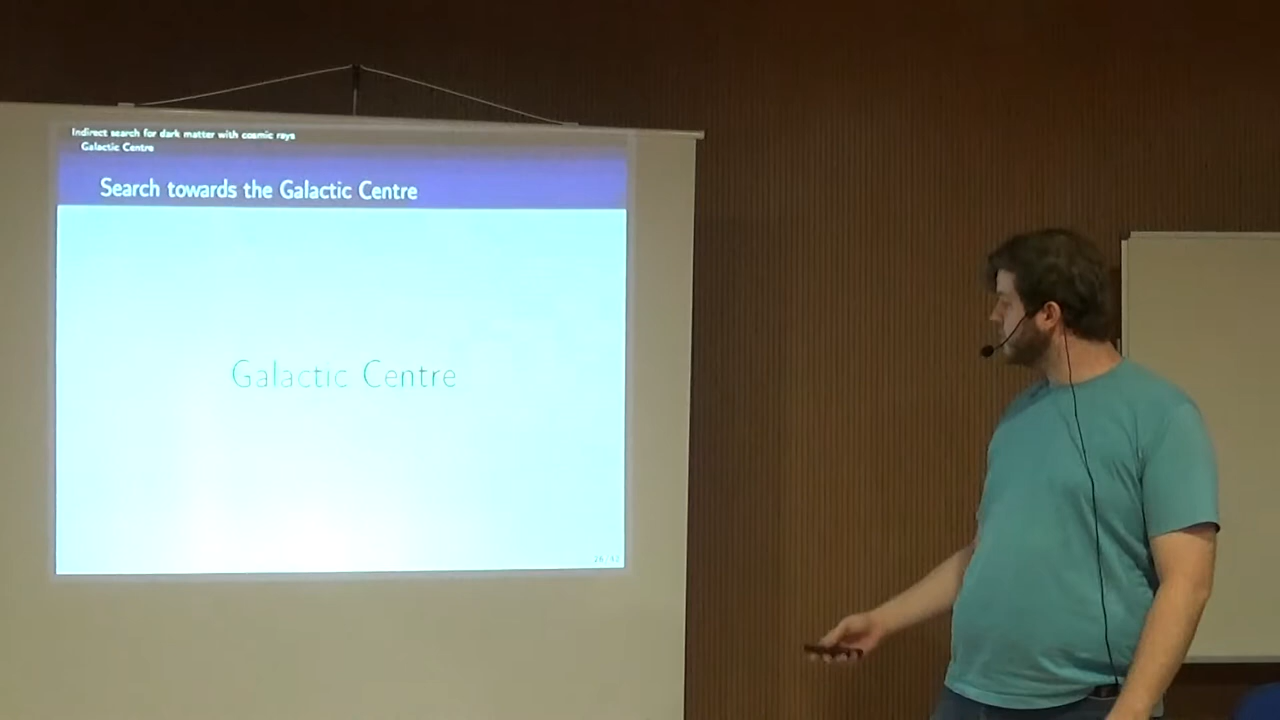 Indirect search for dark matter with cosmic rays
Galactic Centre
Search towards the Galactic Centre
Galactic Centre